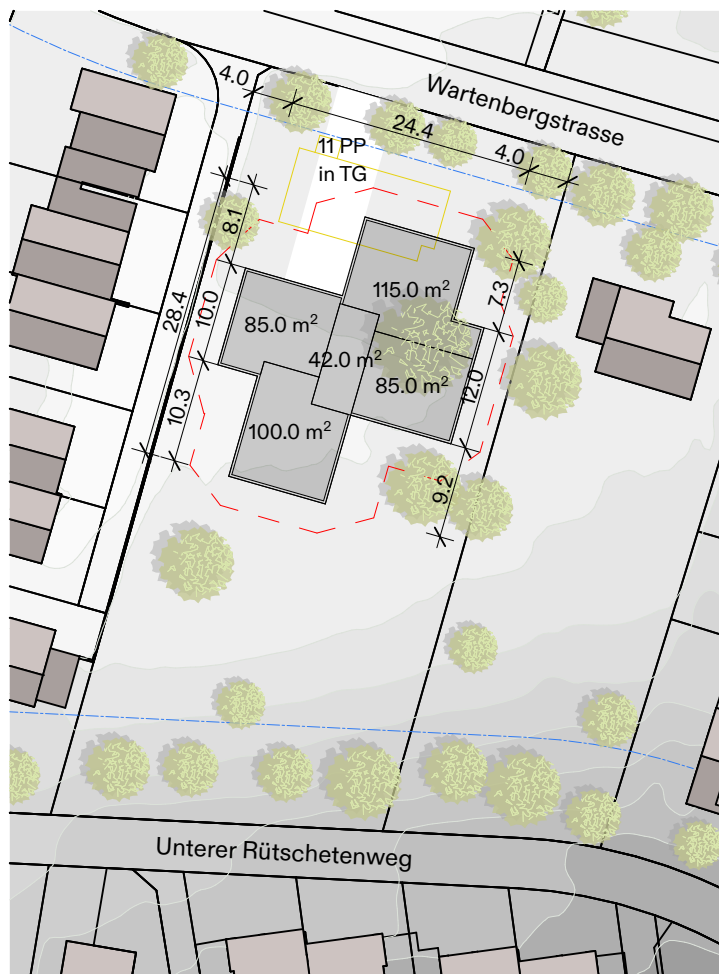 4.0
Wartenbergstrasse
24.4
11 PP
in TG
4.0
8.1
7.3
115.0 m²
28.4
10.0
85.0 m²
42.0 m²
85.0 m²
12.0
10.3
100.0 m²
9.2
Unterer Rütschetenweg